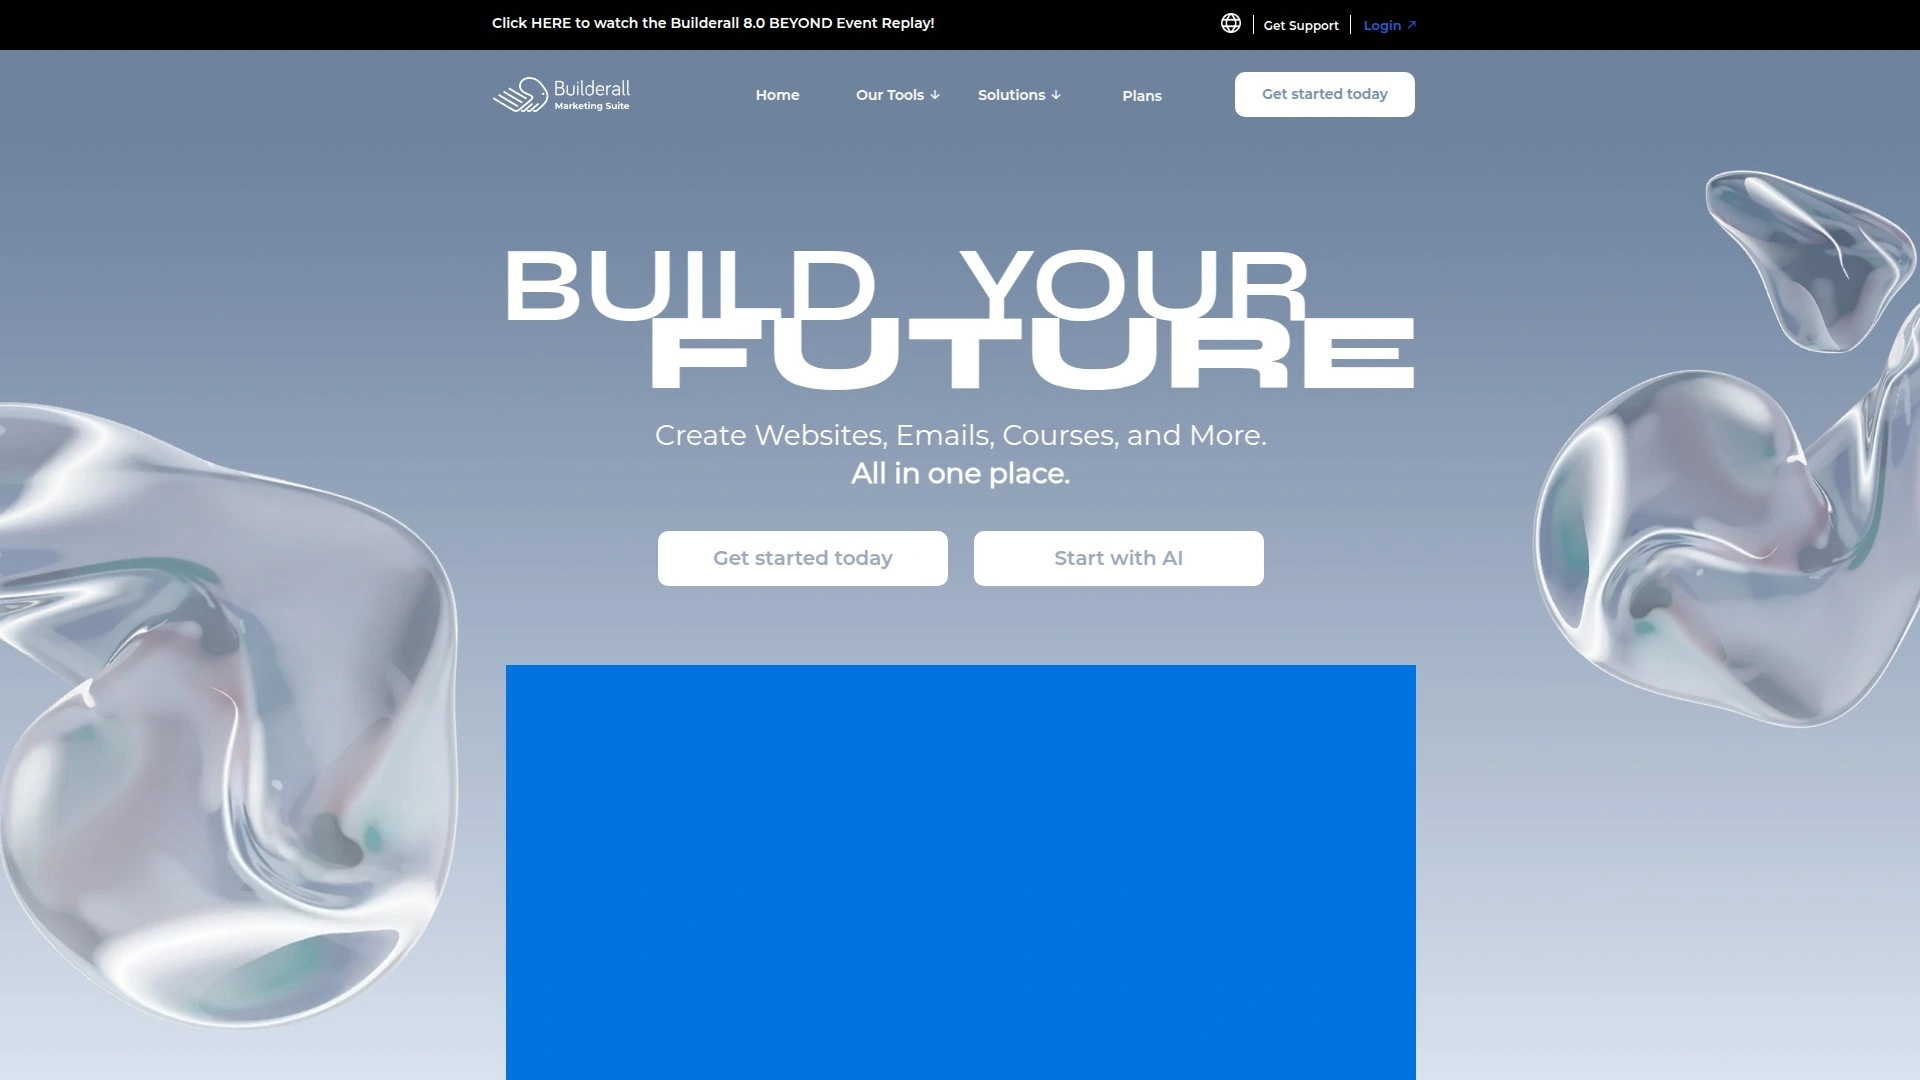 Click HERE to watch the Builderall 8.0 BEYOND Event Replay!
Get Support
Login
Builderall
Marketing Suite
Home
Our Tools
Solutions
Plans
Get started today
BUILD YOUR
FUTURE
Create Websites, Emails, Courses, and More.
All in one place.
Get started today
Start with AI